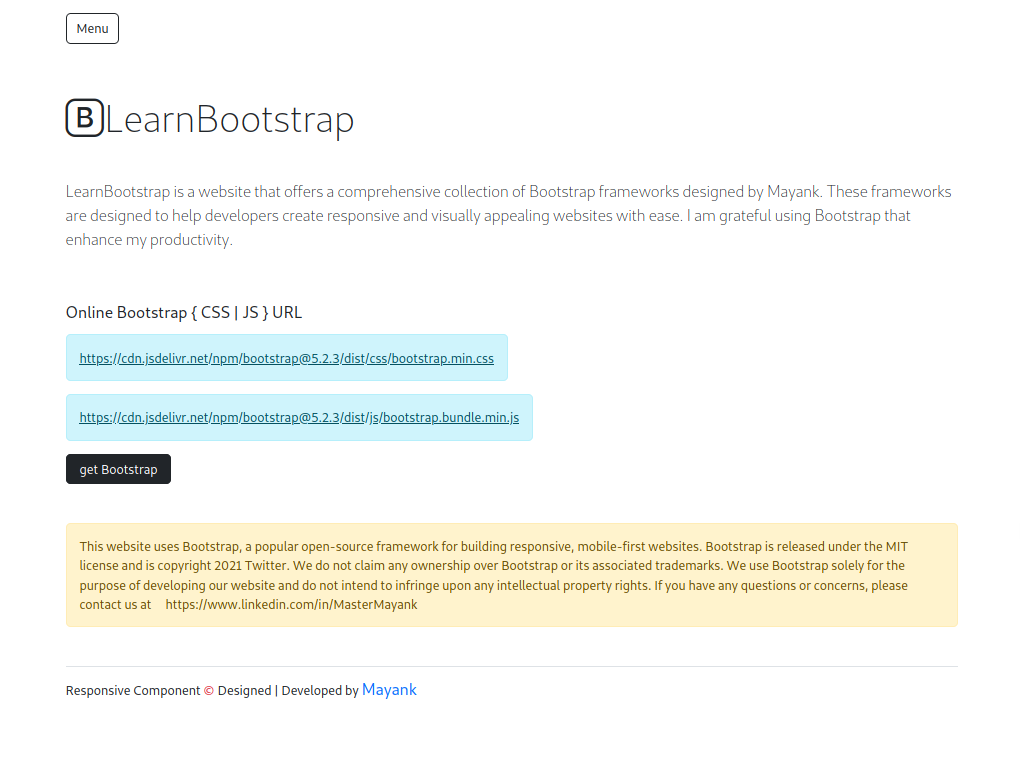 Menu
B LearnBootstrap
LearnBootstrap is a website that offers a comprehensive collection of Bootstrap frameworks designed by Mayank. These frameworks
are designed to help developers create responsive and visually appealing websites with ease. I am grateful using Bootstrap that
enhance my productivity.
Online Bootstrap { CSS | JS } URL
https://cdn.jsdelivr.net/npm/bootstrap@5.2.3/dist/css/bootstrap.min.css
https://cdn.jsdelivr.net/npm/bootstrap@5.2.3/dist/js/bootstrap.bundle.min.js
get Bootstrap
This website uses Bootstrap, a popular open-source framework for building responsive, mobile-first websites. Bootstrap is released under the MIT
license and is copyright 2021 Twitter. We do not claim any ownership over Bootstrap or its associated trademarks. We use Bootstrap solely for the
purpose of developing our website and do not intend to infringe upon any intellectual property rights. If you have any questions or concerns, please
contact us at https://www.linkedin.com/in/MasterMayank
Responsive Component © Designed | Developed by Mayank